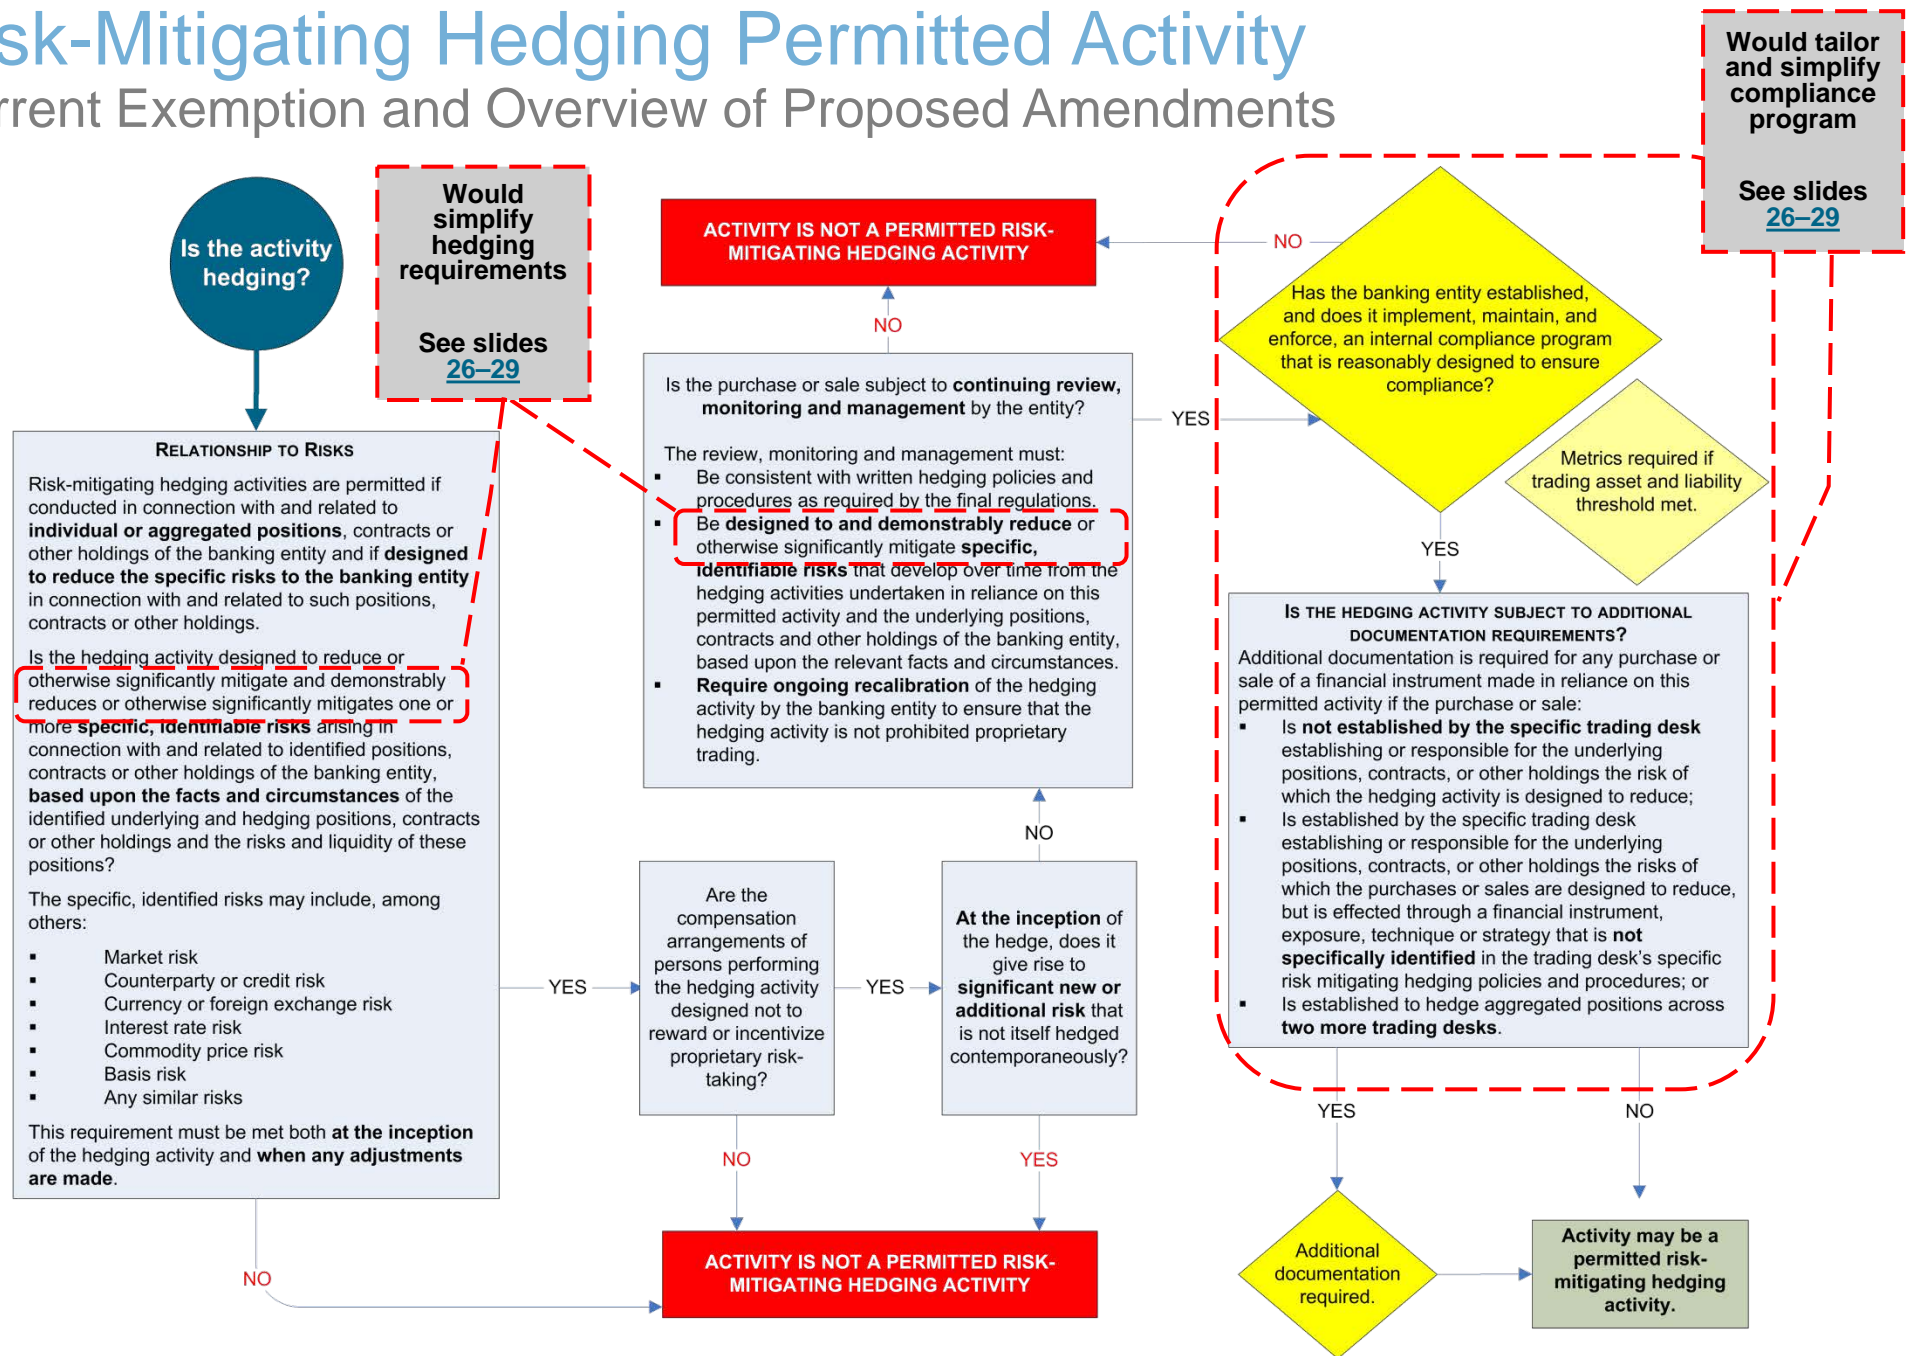 sk-Mitigating Hedging Permitted Activity
rrent Exemption and Overview of Proposed Amendments
Would tailor
and simplify
compliance
program
See slides
26–29
Would
simplify
hedging
requirements
See slides
26–29
Is the activity
hedging?
RELATIONSHIP TO RISKS
Risk-mitigating hedging activities are permitted if
conducted in connection with and related to
individual or aggregated positions, contracts or
other holdings of the banking entity and if designed
to reduce the specific risks to the banking entity
in connection with and related to such positions,
contracts or other holdings.
Is the hedging activity designed to reduce or
otherwise significantly mitigate and demonstrably
reduces or otherwise significantly mitigates one or
more specific, identifiable risks arising in
connection with and related to identified positions,
contracts or other holdings of the banking entity,
based upon the facts and circumstances of the
identified underlying and hedging positions, contracts
or other holdings and the risks and liquidity of these
positions?
The specific, identified risks may include, among
others:
▪ Market risk
▪ Counterparty or credit risk
▪ Currency or foreign exchange risk
▪ Interest rate risk
▪ Commodity price risk
▪ Basis risk
▪ Any similar risks
This requirement must be met both at the inception
of the hedging activity and when any adjustments
are made.
NO
YES
Are the
compensation
arrangements of
persons performing
the hedging activity
designed not to
reward or incentivize
proprietary risk-
taking?
NO
YES
At the inception of
the hedge, does it
give rise to
significant new or
additional risk that
is not itself hedged
contemporaneously?
YES
NO
ACTIVITY IS NOT A PERMITTED RISK-
MITIGATING HEDGING ACTIVITY
Is the purchase or sale subject to continuing review,
monitoring and management by the entity?
The review, monitoring and management must:
▪ Be consistent with written hedging policies and
procedures as required by the final regulations.
▪ Be designed to and demonstrably reduce or
otherwise significantly mitigate specific,
identifiable risks that develop over time from the
hedging activities undertaken in reliance on this
permitted activity and the underlying positions,
contracts and other holdings of the banking entity,
based upon the relevant facts and circumstances.
▪ Require ongoing recalibration of the hedging
activity by the banking entity to ensure that the
hedging activity is not prohibited proprietary
trading.
NO
ACTIVITY IS NOT A PERMITTED RISK-
MITIGATING HEDGING ACTIVITY
YES
NO
Has the banking entity established,
and does it implement, maintain, and
enforce, an internal compliance program
that is reasonably designed to ensure
compliance?
Metrics required if
trading asset and liability
threshold met.
YES
IS THE HEDGING ACTIVITY SUBJECT TO ADDITIONAL
DOCUMENTATION REQUIREMENTS?
Additional documentation is required for any purchase or
sale of a financial instrument made in reliance on this
permitted activity if the purchase or sale:
▪ Is not established by the specific trading desk
establishing or responsible for the underlying
positions, contracts, or other holdings the risk of
which the hedging activity is designed to reduce;
▪ Is established by the specific trading desk
establishing or responsible for the underlying
positions, contracts, or other holdings the risks of
which the purchases or sales are designed to reduce,
but is effected through a financial instrument,
exposure, technique or strategy that is not
specifically identified in the trading desk's specific
risk mitigating hedging policies and procedures; or
▪ Is established to hedge aggregated positions across
two more trading desks.
YES
NO
Additional
documentation
required.
Activity may be a
permitted risk-
mitigating hedging
activity.